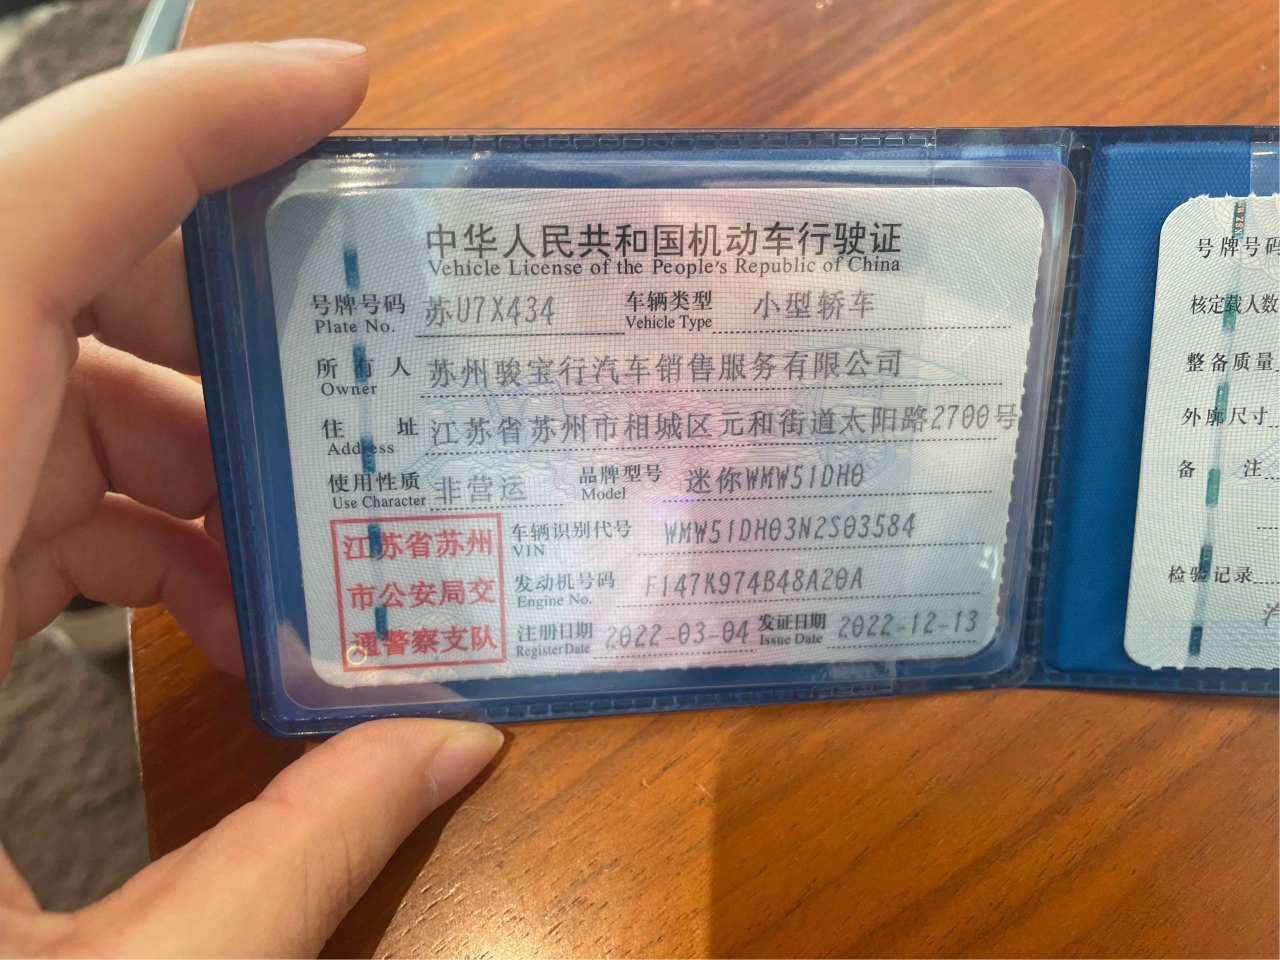 中华人民共和国机动车行驶证
Vehicle License of the People's Republic of China
号牌号码 苏U7X434 车辆类型 小型轿车
Plate No. Vehicle Type
所有人 苏州骏宝行汽车销售服务有限公司
Owner
住址 江苏省苏州市相城区元和街道太阳路2700号
Address
使用性质 非营运 品牌型号 迷你WMW51DH0
Use Character Model
江苏省苏州
市公安局交
通警察支队
车辆识别代号 WMW51DH03N2S03584
VIN
发动机号码 F147K974B48A20A
Engine No.
注册日期 2022-03-04 发证日期 2022-12-13
Register Date Issue Date
号牌号码
核定载人数
整备质量
外廓尺寸
备注
检验记录